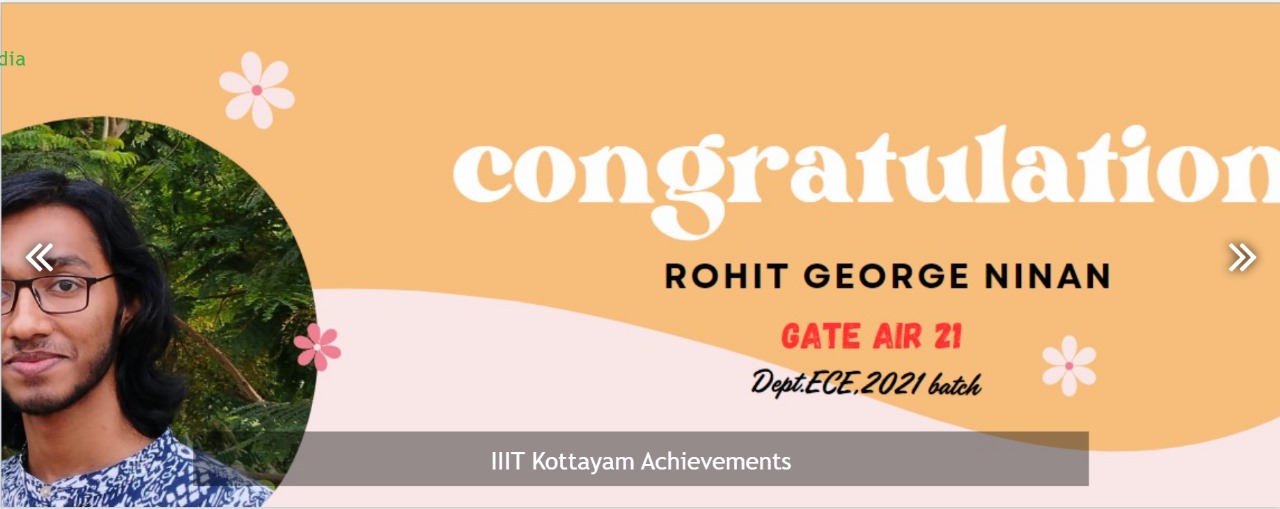 dia
congratulation
ROHIT GEORGE NINAN
GATE AIR 21
Dept.ECE,2021 batch
IIIT Kottayam Achievements